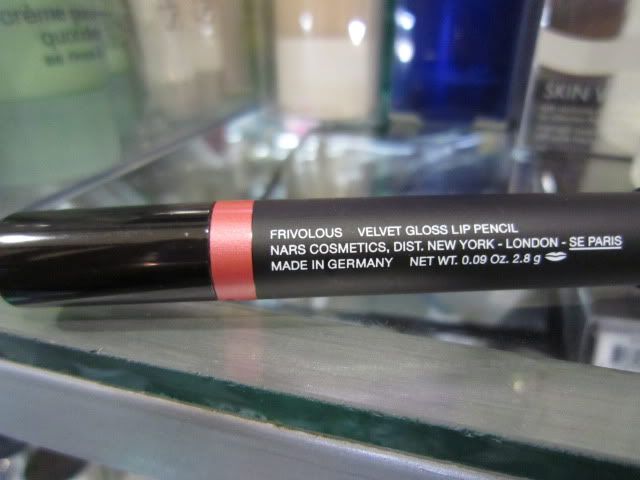 crème
FRIVOLOUS VELVET GLOSS LIP PENCIL
NARS COSMETICS, DIST. NEW YORK - LONDON - SE PARIS
MADE IN GERMANY NET WT. 0.09 Oz. 2.8 g
SKIN